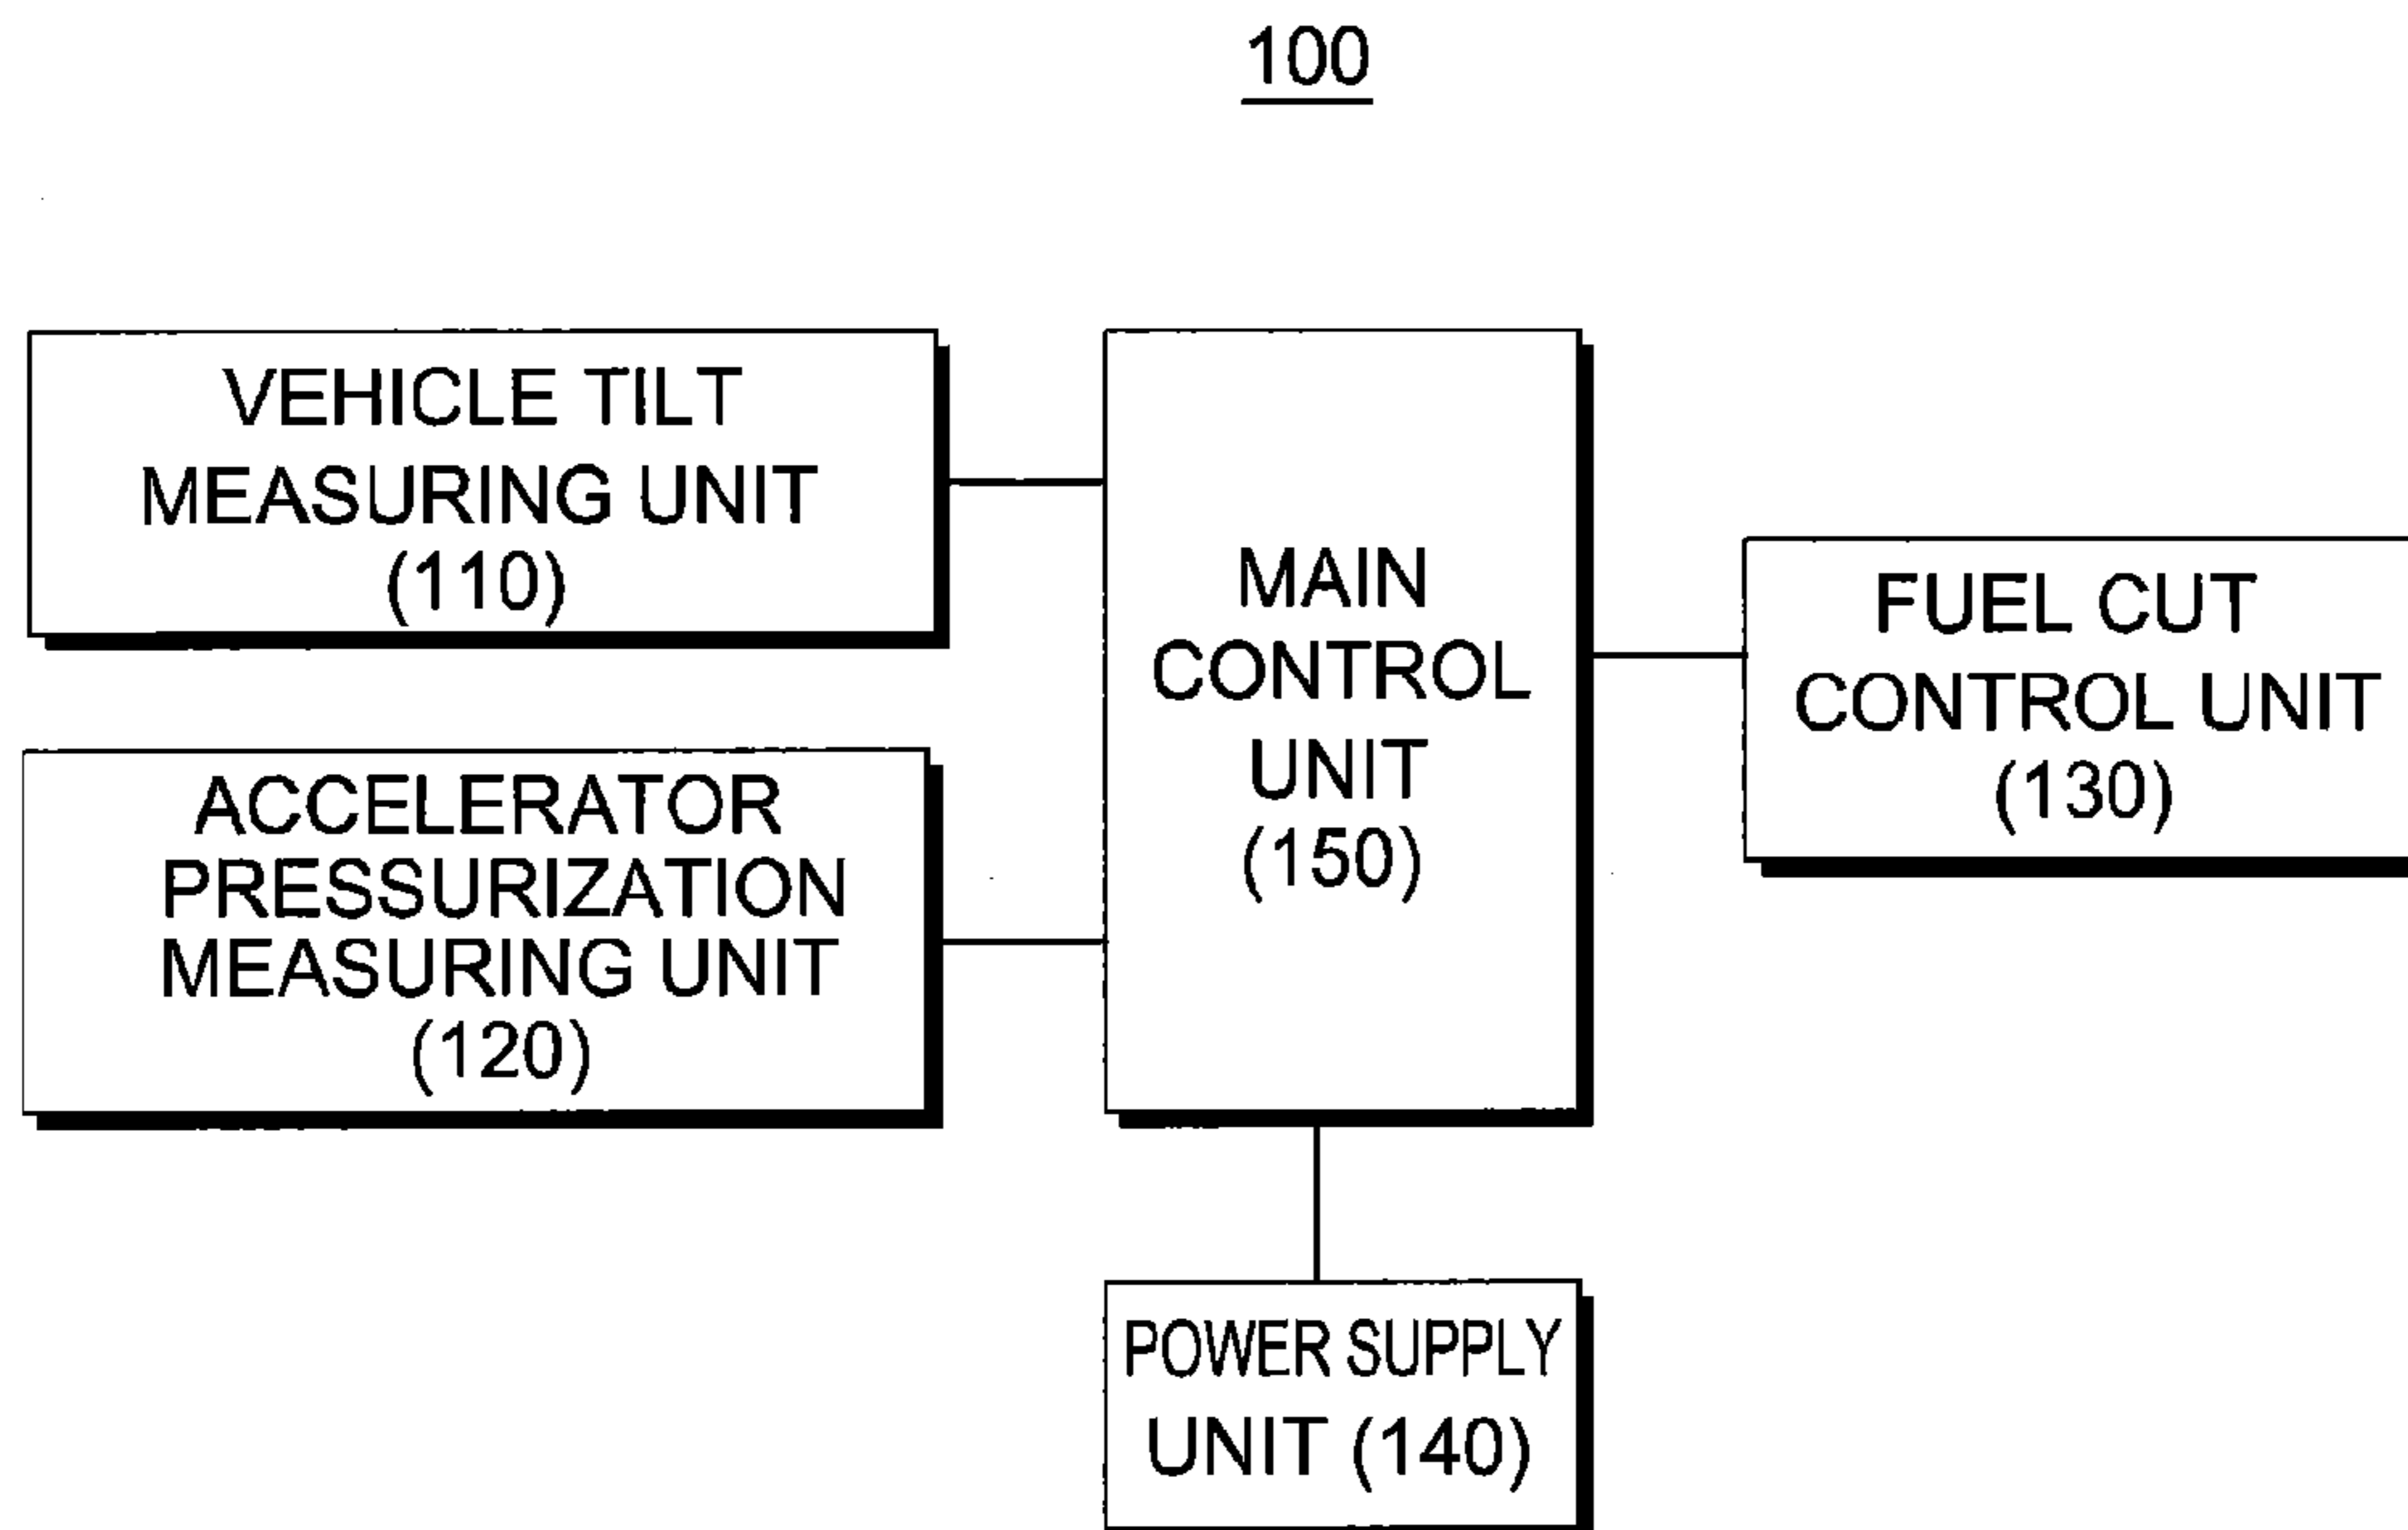 100
VEHICLE TILT
MEASURING UNIT
(110)
ACCELERATOR
PRESSURIZATION
MEASURING UNIT
(120)
MAIN
CONTROL
UNIT
(150)
FUEL CUT
CONTROL UNIT
(130)
POWER SUPPLY
UNIT (140)